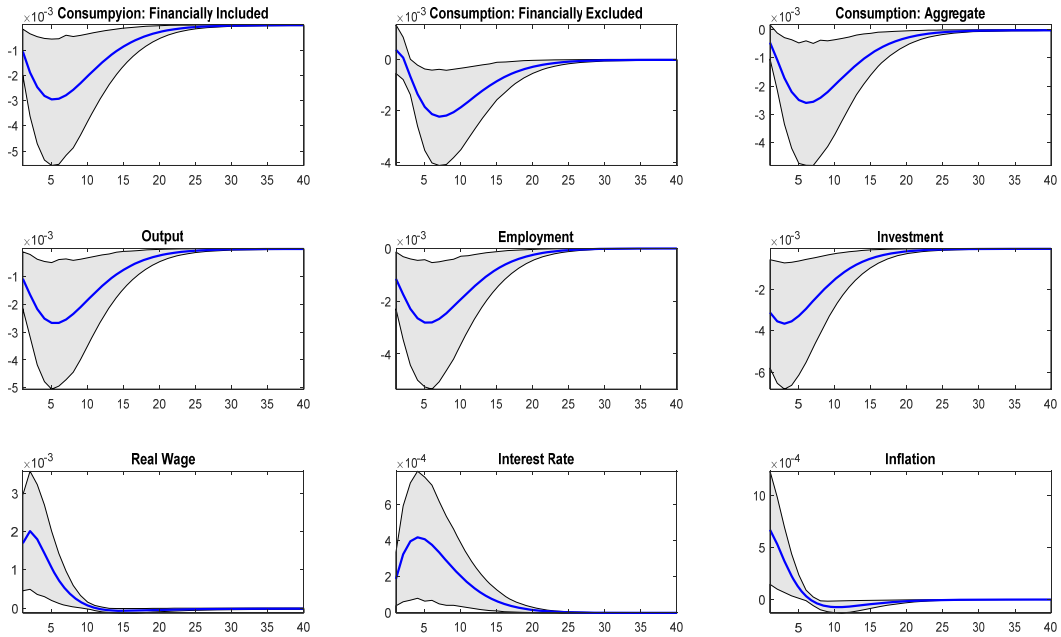 Consumpyion: Financially Included
Consumption: Financially Excluded
Consumption: Aggregate
×10-3
-1
-2
-3
-4
-5
5 10 15 20 25 30 35 40
×10-3
0
-2
-4
5 10 15 20 25 30 35 40
×10-3
0
-1
-2
-3
-4
5 10 15 20 25 30 35 40
Output
Employment
Investment
×10-3
-1
-2
-3
-4
-5
5 10 15 20 25 30 35 40
×10-3
0
-2
-4
5 10 15 20 25 30 35 40
×10-3
-2
-4
-6
5 10 15 20 25 30 35 40
Real Wage
Interest Rate
Inflation
×10-3
3
2
1
0
5 10 15 20 25 30 35 40
×10-4
6
4
2
0
5 10 15 20 25 30 35 40
×10-4
10
5
0
5 10 15 20 25 30 35 40